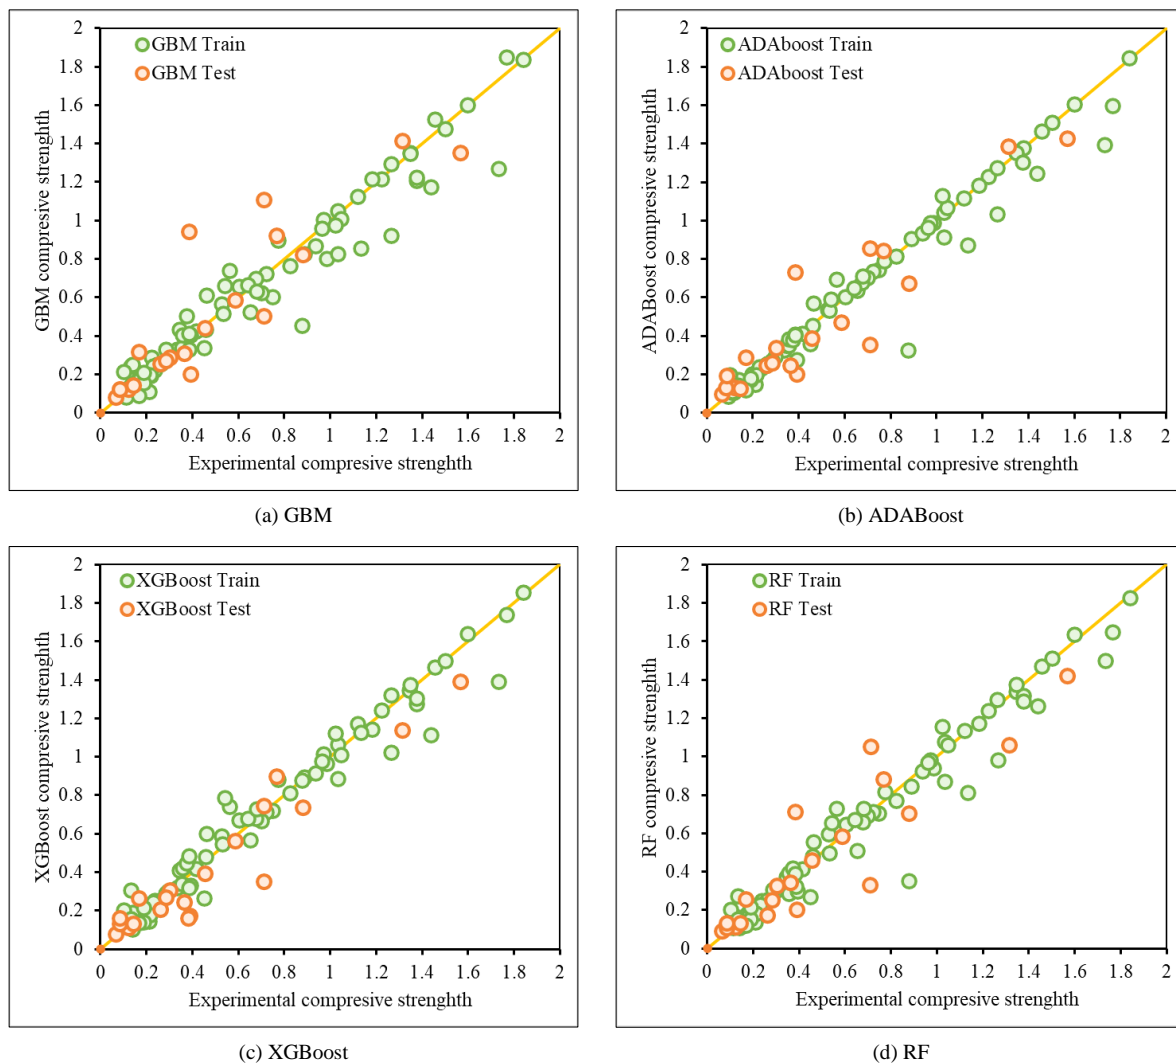 GBM Train
GBM Test
2
1.8
1.6
1.4
1.2
1
0.8
0.6
0.4
0.2
0
GBM compresive strenghth
0 0.2 0.4 0.6 0.8 1 1.2 1.4 1.6 1.8 2
Experimental compresive strenghth
(a) GBM
ADAboost Train
ADAboost Test
2
1.8
1.6
1.4
1.2
1
0.8
0.6
0.4
0.2
0
ADABoost compresive strenghth
0 0.2 0.4 0.6 0.8 1 1.2 1.4 1.6 1.8 2
Experimental compresive strenghth
(b) ADABoost
XGBoost Train
XGBoost Test
2
1.8
1.6
1.4
1.2
1
0.8
0.6
0.4
0.2
0
XGBoost compresive strenghth
0 0.2 0.4 0.6 0.8 1 1.2 1.4 1.6 1.8 2
Experimental compresive strenghth
(c) XGBoost
RF Train
RF Test
2
1.8
1.6
1.4
1.2
1
0.8
0.6
0.4
0.2
0
RF compresive strenghth
0 0.2 0.4 0.6 0.8 1 1.2 1.4 1.6 1.8 2
Experimental compresive strenghth
(d) RF